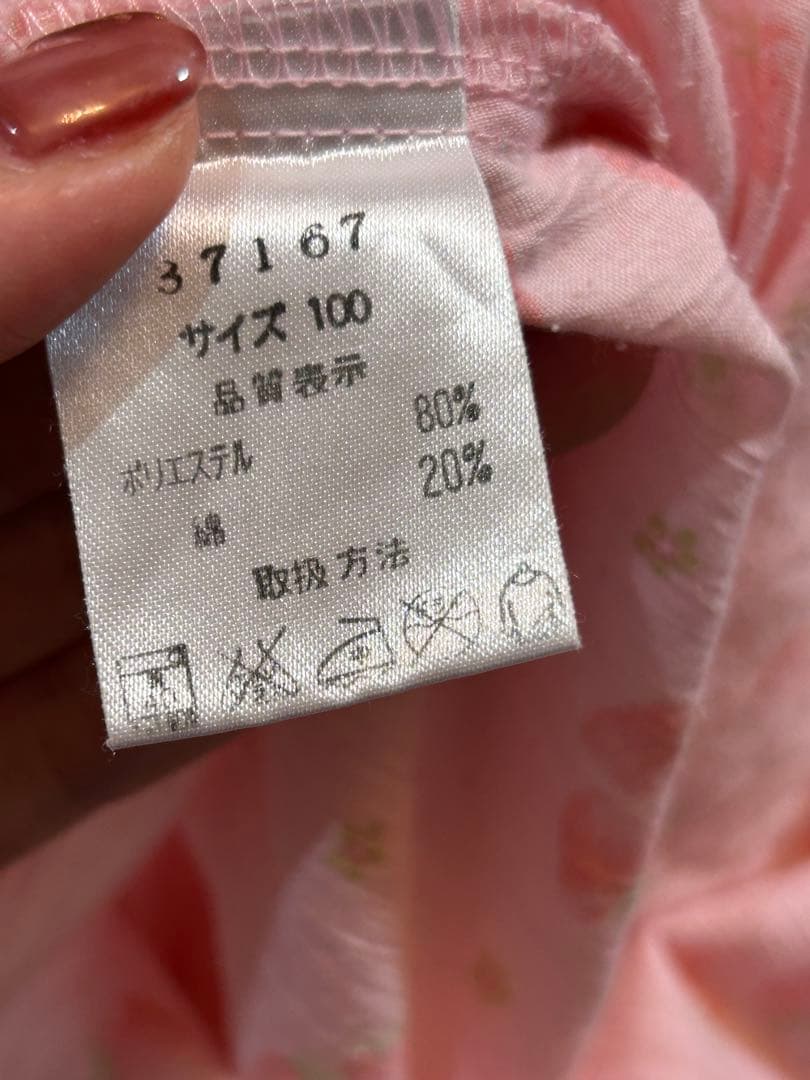 37167
サイズ 100
品質表示
ポリエステル 80%
綿 20%
取扱方法